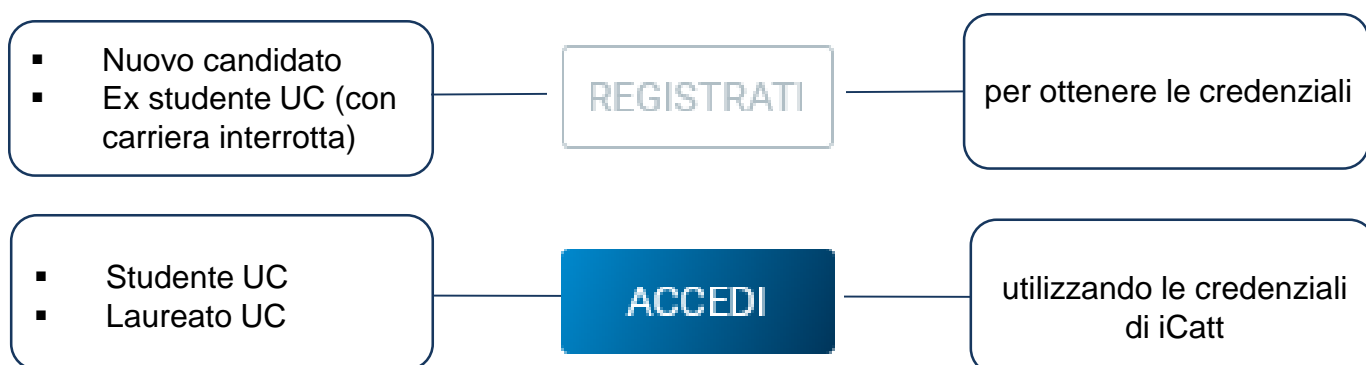 ▪ Nuovo candidato
▪ Ex studente UC (con
carriera interrotta)
REGISTRATI
per ottenere le credenziali
▪ Studente UC
▪ Laureato UC
ACCEDI
utilizzando le credenziali
di iCatt